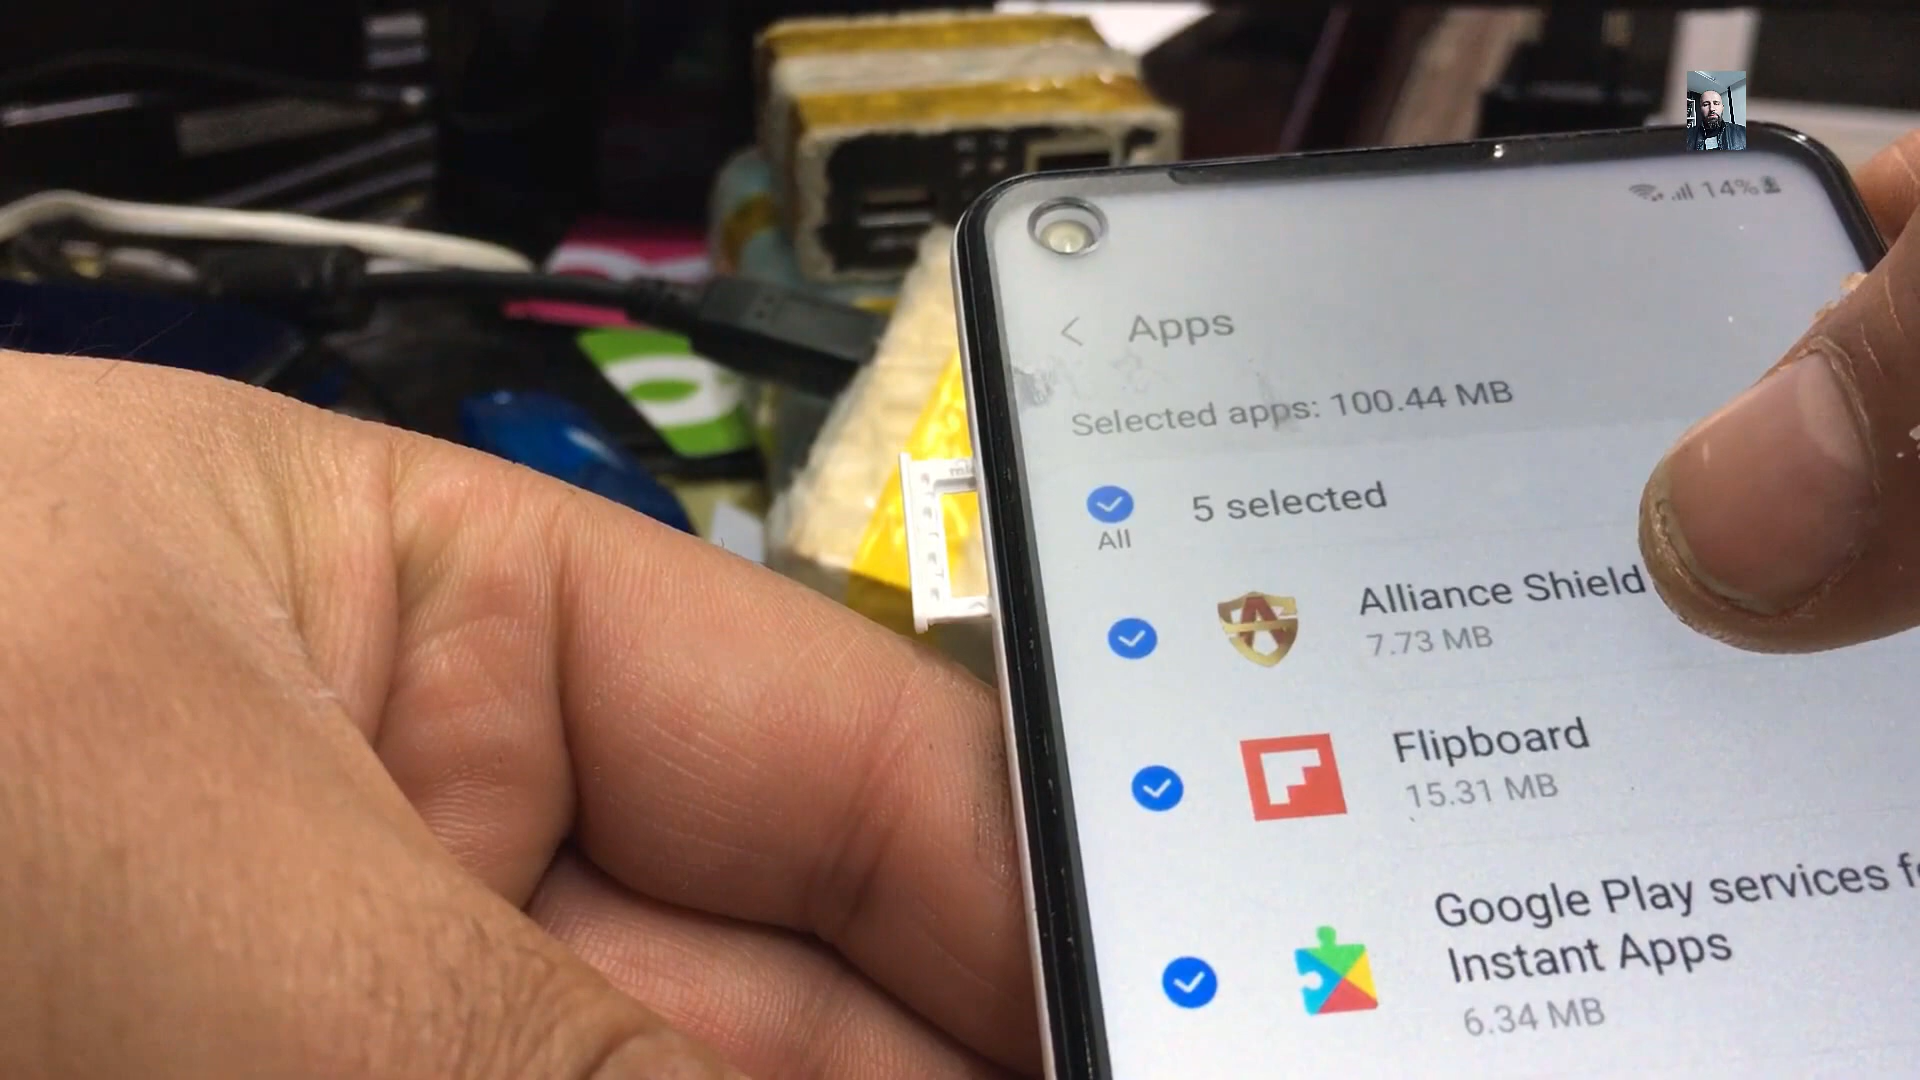 14%
Apps
Selected apps: 100.44 MB
5 selected
All
Alliance Shield
7.73 MB
Flipboard
15.31 MB
Google Play services
Instant Apps
6.34 MB